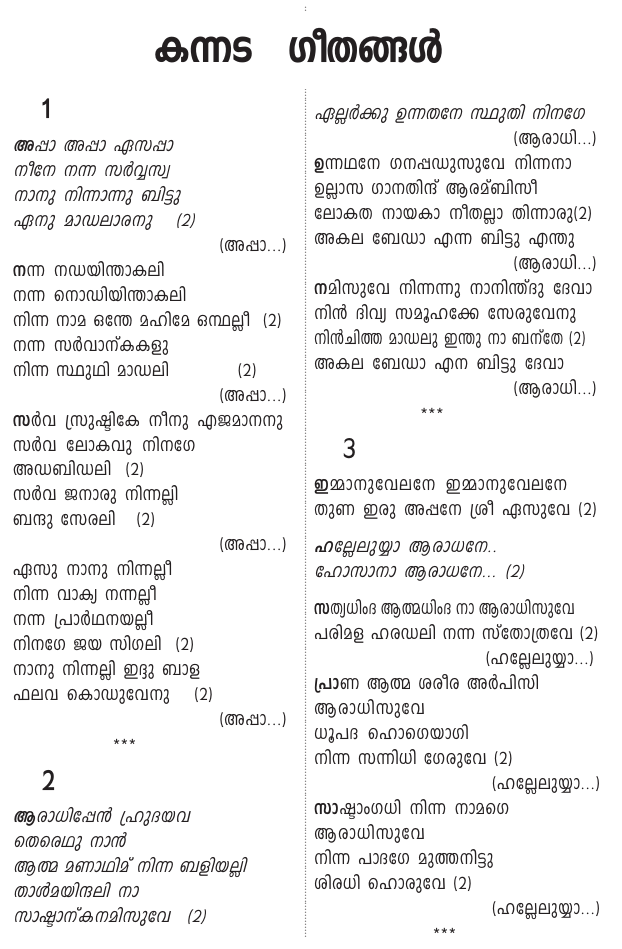 കന്നട ഗീതങ്ങൾ
1
അപ്പാ അപ്പാ ഏസപ്പാ
നീനേ നന്ന സർവ്വസ്വ
നാനു നിന്നാന്നു ബിട്ടു
ഏനു മാഡലാരനു (2)
(അപ്പാ...)
നന്ന നഡയിന്താകലി
നന്ന നൊഡിയിന്താകലി
നിന്ന നാമ ഒന്തേ മഹിമേ ഒന്ഥല്ലീ (2)
നന്ന സർവാന്കകളു
നിന്ന സ്ഥുഥി മാഡലി (2)
(അപ്പാ...)
സർവ സ്രുഷ്ടികേ നീനു എജമാനനു
സർവ ലോകവു നിനഗേ
അഡബിഡലി (2)
സർവ ജനാരു നിന്നല്ലി
ബന്ദു സേരലി (2)
(അപ്പാ...)
ഏസു നാനു നിന്നല്ലീ
നിന്ന വാക്യ നന്നല്ലീ
നന്ന പ്രാർഥനയല്ലീ
നിനഗേ ജയ സിഗലി (2)
നാനു നിന്നല്ലി ഇദ്ദു ബാള
ഫലവ കൊഡുവേനു (2)
(അപ്പാ...)
***
2
ആരാധിപ്പേൻ ഹ്രുദയവ
തെരെഥു നാൻ
ആത്മ മണാഥിമ് നിന്ന ബളിയല്ലി
താൾമയിന്ദലി നാ
സാഷ്ടാന്കനമിസുവേ (2)
ഏല്ലർക്കു ഉന്നതനേ സ്ഥുതി നിനഗേ
(ആരാധി...)
ഉന്നഥനേ ഗനപ്പഡുസുവേ നിന്നനാ
ഉല്ലാസ ഗാനതിന്ദ് ആരമ്ബിസീ
ലോകത നായകാ നീതല്ലാ തിന്നാരു(2)
അകല ബേഡാ എന്ന ബിട്ടു എന്തു
(ആരാധി...)
നമിസുവേ നിന്നന്നു നാനിന്ത്ദു ദേവാ
നിൻ ദിവ്യ സമൂഹക്കേ സേരുവേനു
നിൻചിത്ത മാഡലു ഇന്തു നാ ബന്തേ (2)
അകല ബേഡാ എന ബിട്ടു ദേവാ
(ആരാധി...)
***
3
ഇമ്മാനുവേലനേ ഇമ്മാനുവേലനേ
തുണ ഇരു അപ്പനേ ശ്രീ ഏസുവേ (2)
ഹല്ലേലുയ്യാ ആരാധനേ..
ഹോസാനാ ആരാധനേ... (2)
സത്യധിംദ ആത്മധിംദ നാ ആരാധിസുവേ
പരിമള ഹരഡലി നന്ന സ്തോത്രവേ (2)
(ഹല്ലേലുയ്യാ...)
പ്രാണ ആത്മ ശരീര അർപിസി
ആരാധിസുവേ
ധൂപദ ഹൊഗെയാഗി
നിന്ന സന്നിധി ഗേരുവേ (2)
(ഹല്ലേലുയ്യാ...)
സാഷ്ടാംഗധി നിന്ന നാമഗെ
ആരാധിസുവേ
നിന്ന പാദഗേ മുത്തനിട്ടു
ശിരധി ഹൊരുവേ (2)
(ഹല്ലേലുയ്യാ...)
***